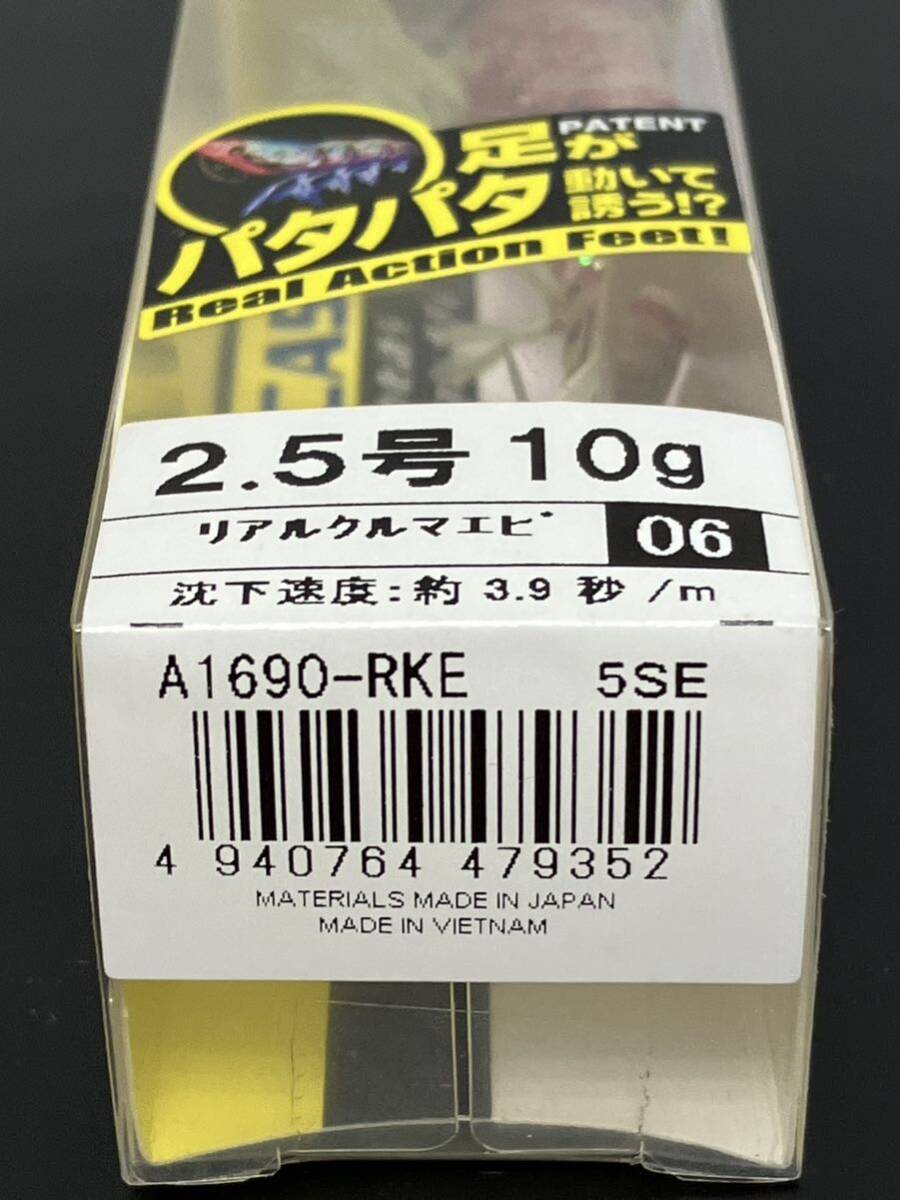 PATENT
足が
パタパタ
動いて
誘う!?
Real Action Feet!
2.5号 10g
リアルクルマエビ 06
沈下速度:約 3.9 秒 /m
A1690-RKE 5SE
4 940764 479352
MATERIALS MADE IN JAPAN
MADE IN VIETNAM